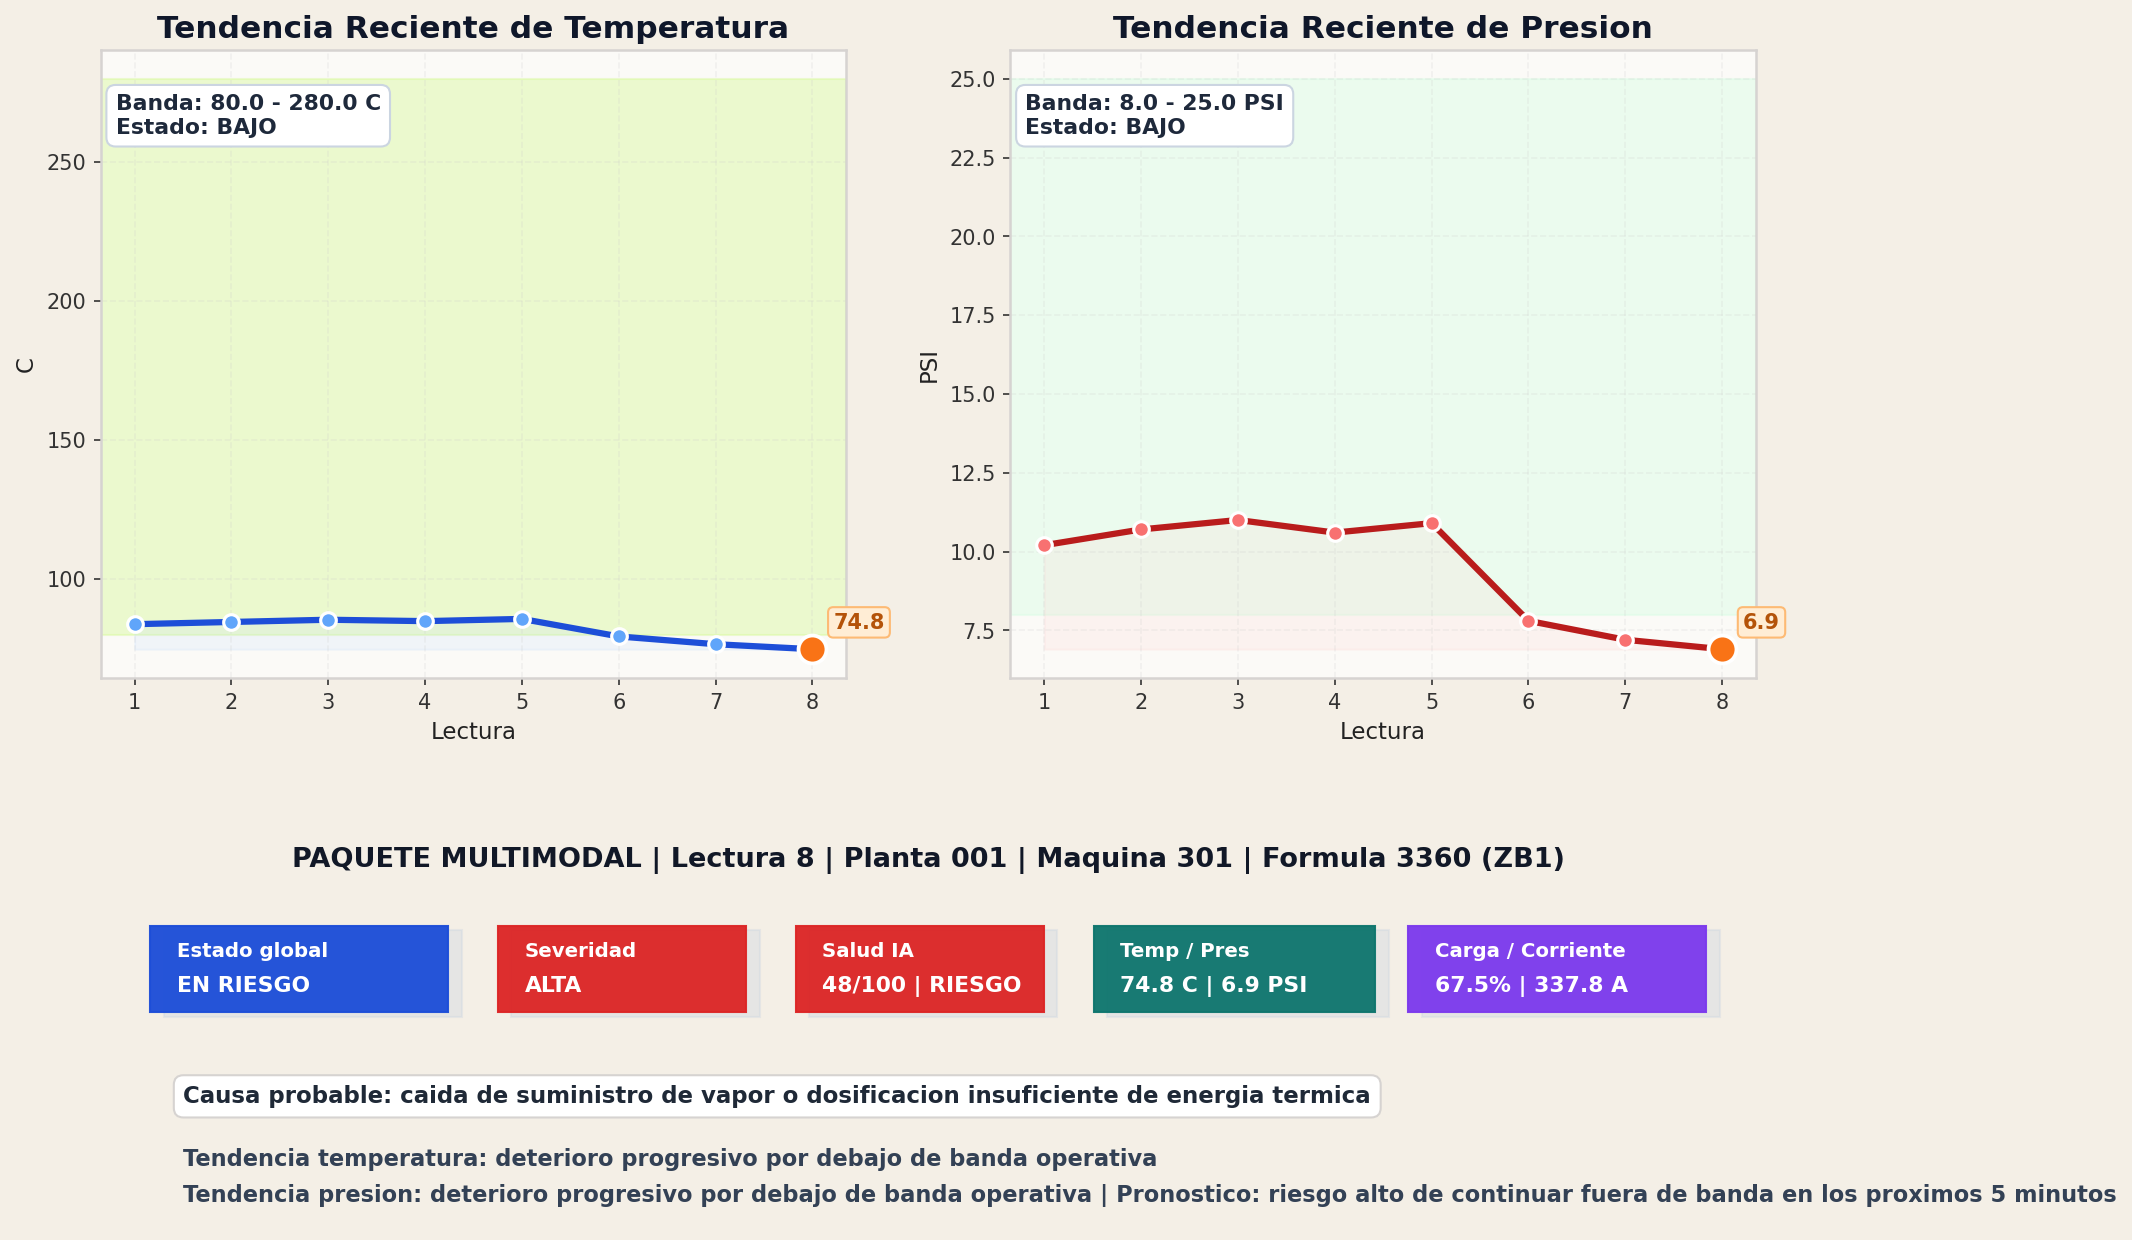 Tendencia Reciente de Temperatura
Banda: 80.0 - 280.0 C
Estado: BAJO
C
250
200
150
100
74.8
1 2 3 4 5 6 7 8
Lectura
Tendencia Reciente de Presion
Banda: 8.0 - 25.0 PSI
Estado: BAJO
PSI
25.0
22.5
20.0
17.5
15.0
12.5
10.0
7.5
6.9
1 2 3 4 5 6 7 8
Lectura
PAQUETE MULTIMODAL | Lectura 8 | Planta 001 | Maquina 301 | Formula 3360 (ZB1)
Estado global
EN RIESGO
Severidad
ALTA
Salud IA
48/100 | RIESGO
Temp / Pres
74.8 C | 6.9 PSI
Carga / Corriente
67.5% | 337.8 A
Causa probable: caida de suministro de vapor o dosificacion insuficiente de energia termica
Tendencia temperatura: deterioro progresivo por debajo de banda operativa
Tendencia presion: deterioro progresivo por debajo de banda operativa | Pronostico: riesgo alto de continuar fuera de banda en los proximos 5 minutos